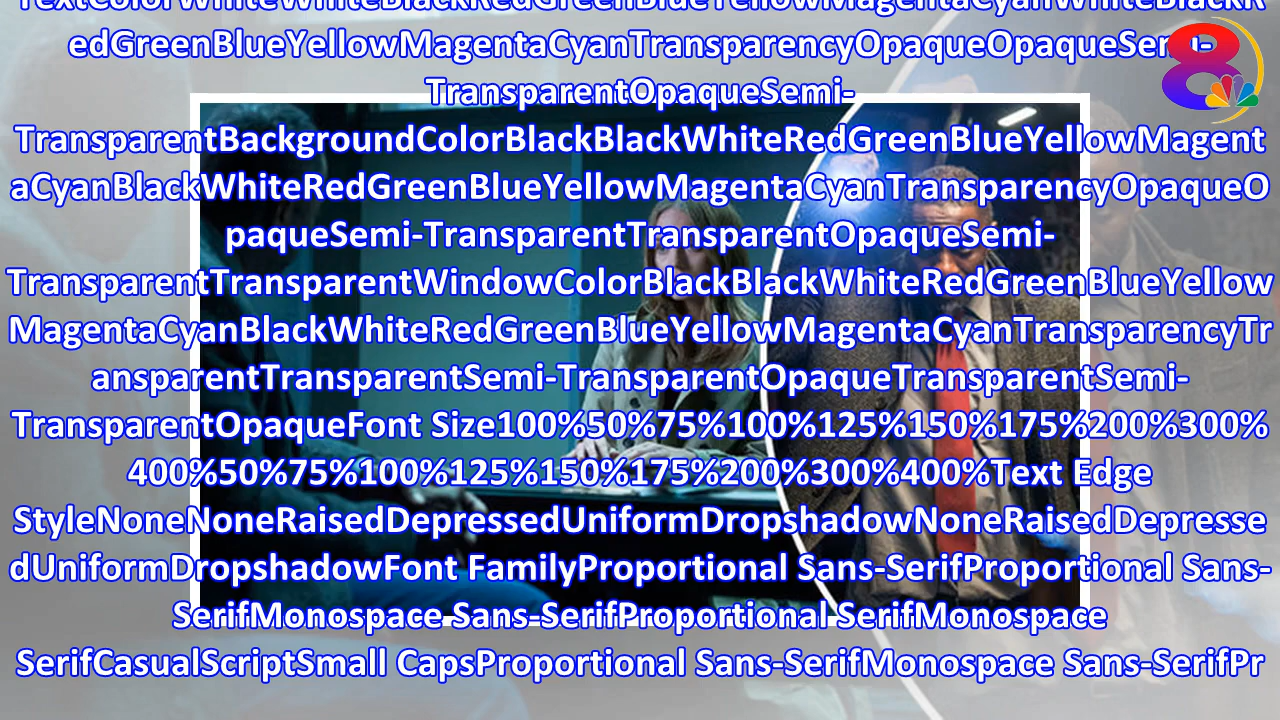 TextColorWhiteWhiteBlackRedGreenBlueYellowMagentaCyanWhiteBlackR
edGreenBlueYellowMagentaCyanTransparencyOpaqueOpaqueSemi-
TransparentOpaqueSemi-
TransparentBackgroundColorBlackBlackWhiteRedGreenBlueYellowMagent
aCyanBlackWhiteRedGreenBlueYellowMagentaCyanTransparencyOpaqueO
paqueSemi-TransparentTransparentOpaqueSemi-
TransparentTransparentWindowColorBlackBlackWhiteRedGreenBlueYellow
MagentaCyanBlackWhiteRedGreenBlueYellowMagentaCyanTransparencyTr
ansparentTransparentSemi-TransparentOpaqueTransparentSemi-
TransparentOpaqueFont Size100%50%75%100%125%150%175%200%300%
400%50%75%100%125%150%175%200%300%400%Text Edge
StyleNoneNoneRaisedDepressedUniformDropshadowNoneRaisedDepresse
dUniformDropshadowFont FamilyProportional Sans-SerifProportional Sans-
SerifMonospace Sans-SerifProportional SerifMonospace
SerifCasualScriptSmall CapsProportional Sans-SerifMonospace Sans-SerifPr
8